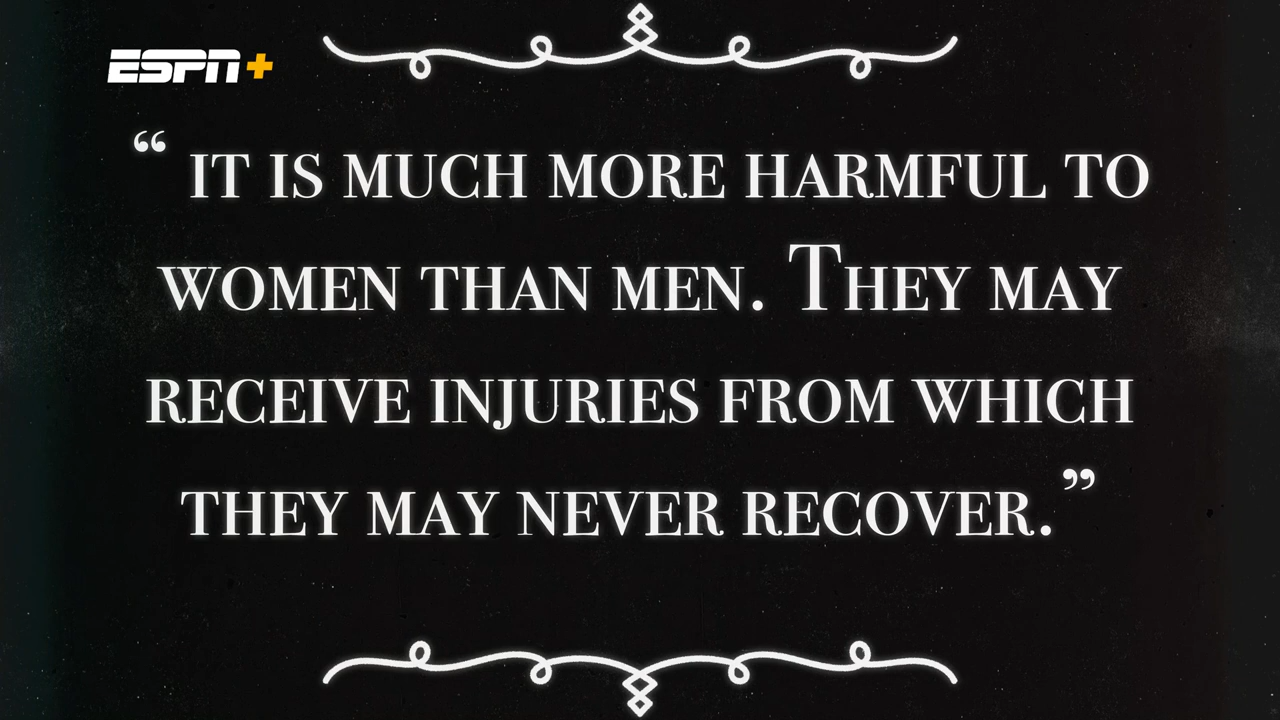 ESPN+
“ IT IS MUCH MORE HARMFUL TO
WOMEN THAN MEN. THEY MAY
RECEIVE INJURIES FROM WHICH
THEY MAY NEVER RECOVER.”